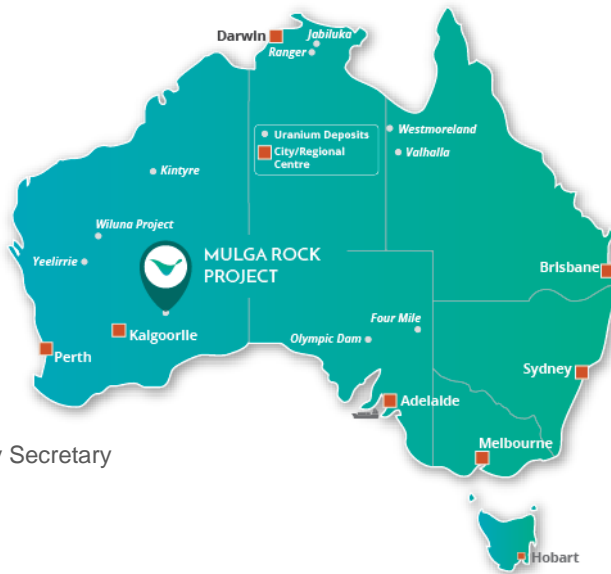 Darwin
Jabiluka
Ranger
Uranium Deposits
City/Regional
Centre
Westmoreland
Valhalla
Kintyre
Wiluna Project
Yeelirrie
MULGA ROCK
PROJECT
Brisbane
Kalgoorlie
Perth
Four Mile
Olympic Dam
Sydney
Adelaide
Melbourne
y Secretary
Hobart